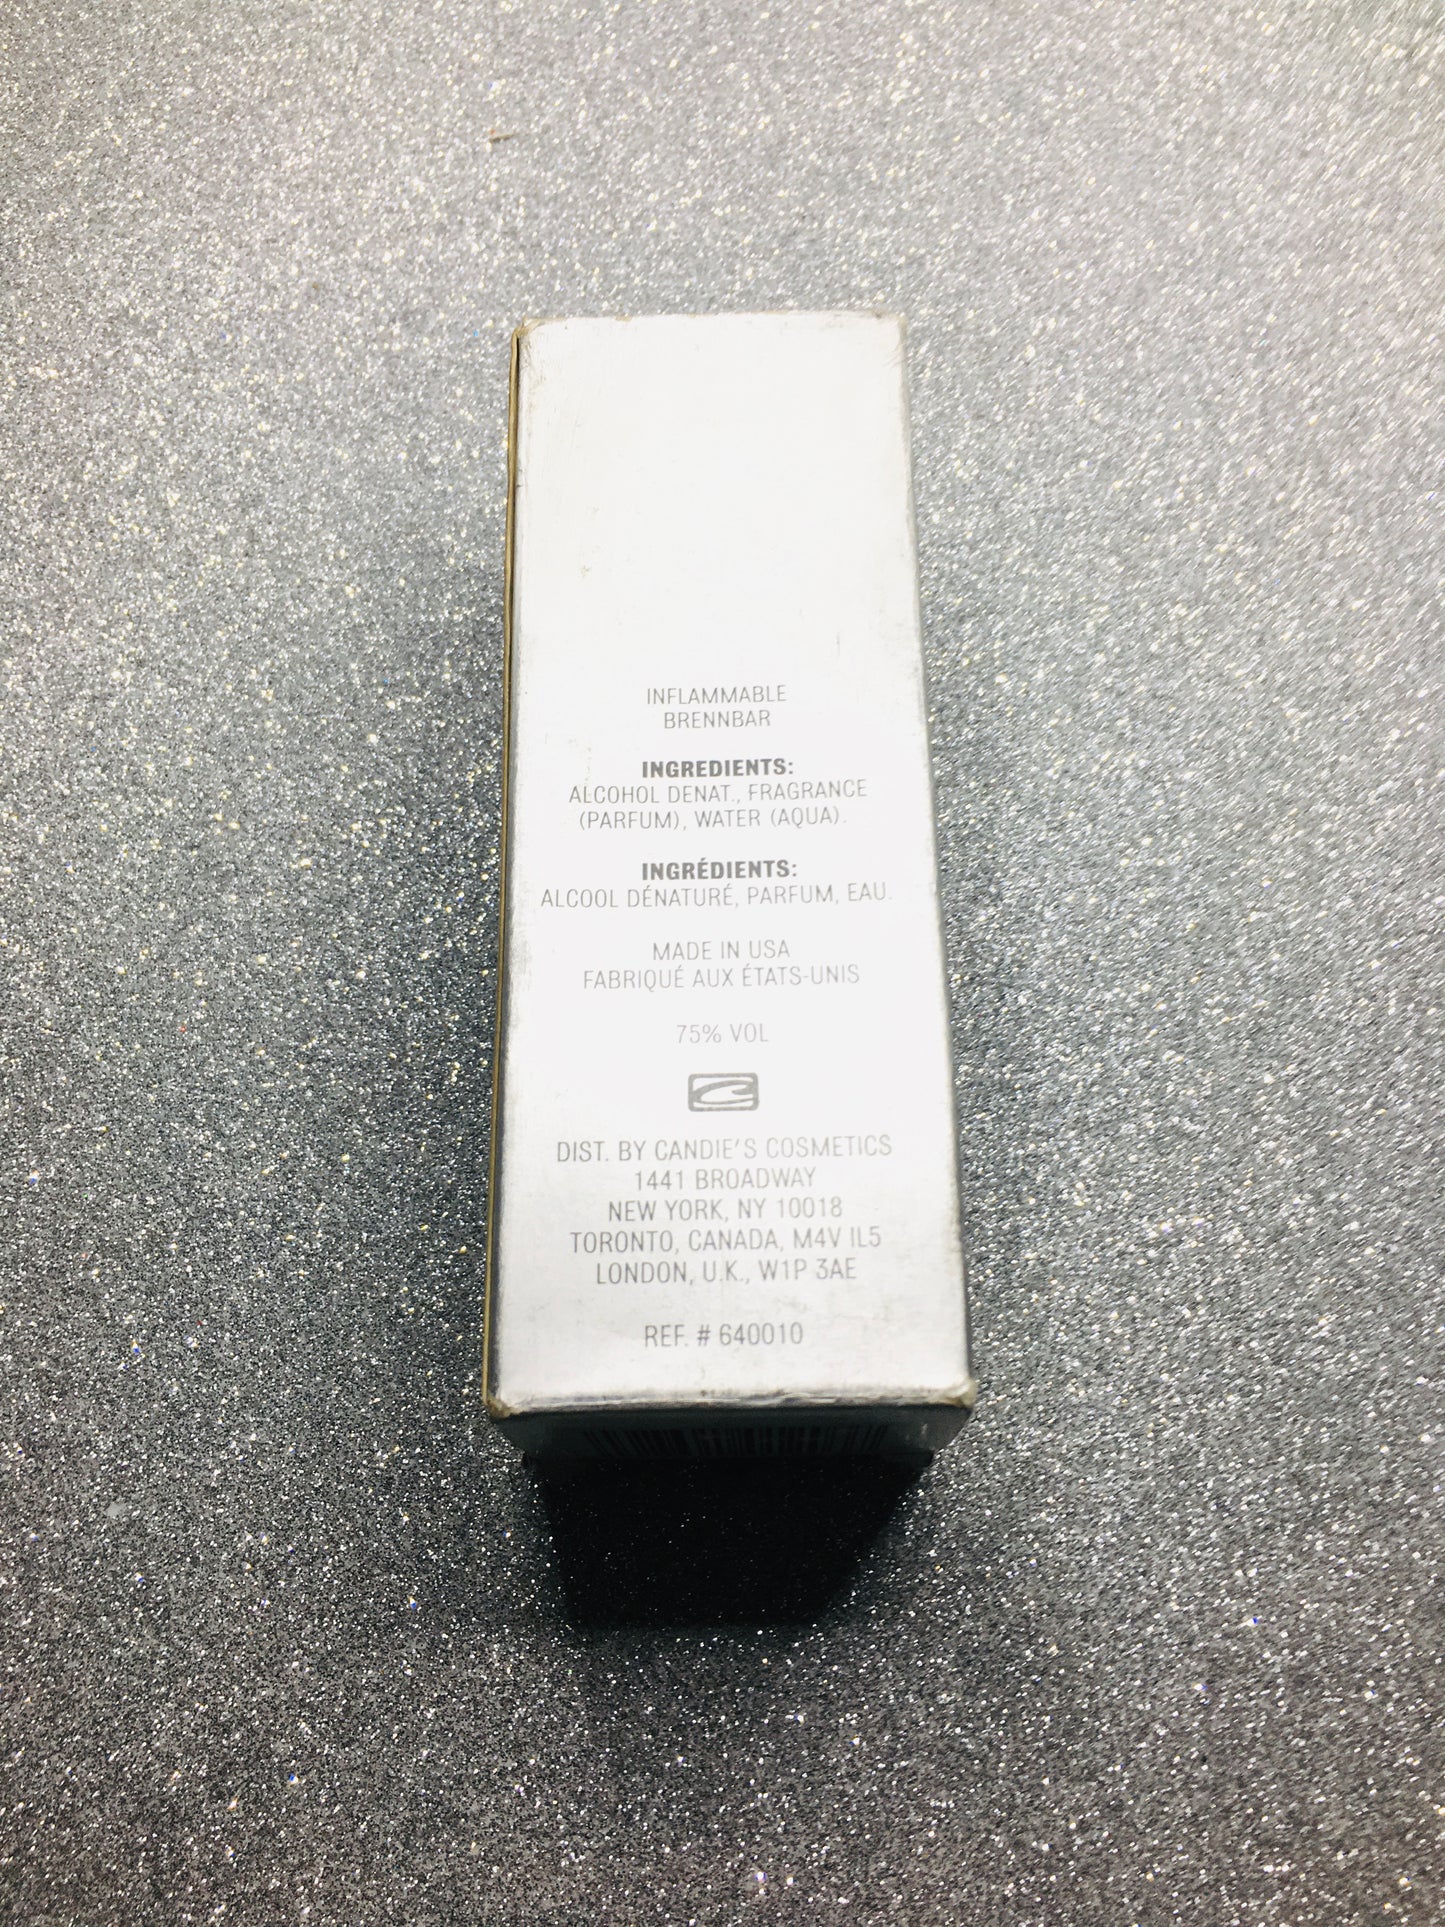 INFLAMMABLE
BRENNBAR
INGREDIENTS:
ALCOHOL DENAT., FRAGRANCE
(PARFUM), WATER (AQUA).
INGRÉDIENTS:
ALCOOL DÉNATURÉ, PARFUM, EAU.
MADE IN USA
FABRIQUÉ AUX ÉTATS-UNIS
75% VOL
DIST. BY CANDIE'S COSMETICS
1441 BROADWAY
NEW YORK, NY 10018
TORONTO, CANADA, M4V IL5
LONDON, U.K., W1P 3AE
REF. # 640010